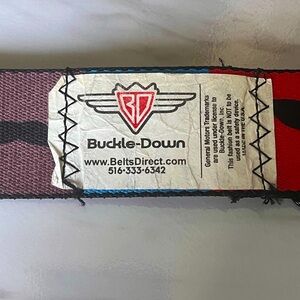 BD
Buckle-Down
www.BeltsDirect.com
516-333-6342
General Motors Trademarks
are used under license to
Buckle-Down, Inc.
This fashion belt is NOT to be
used as a safety device.